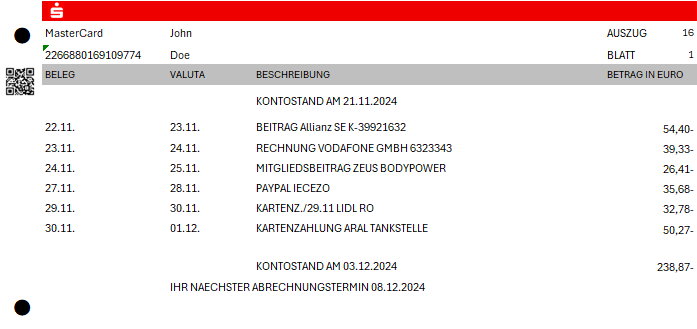 MasterCard John AUSZUG 16
2266880169109774 Doe BLATT 1
BELEG VALUTA BESCHREIBUNG BETRAG IN EURO
KONTOSTAND AM 21.11.2024
22.11. 23.11. BEITRAG Allianz SE K-39921632 54,40-
23.11. 24.11. RECHNUNG VODAFONE GMBH 6323343 39,33-
24.11. 25.11. MITGLIEDSBEITRAG ZEUS BODYPOWER 26,41-
27.11. 28.11. PAYPAL IECEZO 35,68-
29.11. 30.11. KARTENZ./29.11 LIDL RO 32,78-
30.11. 01.12. KARTENZAHLUNG ARAL TANKSTELLE 50,27-
KONTOSTAND AM 03.12.2024 238,87-
IHR NAECHSTER ABRECHNUNGSTERMIN 08.12.2024